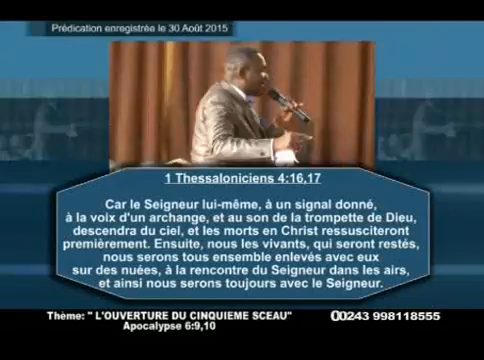 Prédication enregistrée le 30 Août 2015
1 Thessaloniciens 4:16,17
Car le Seigneur lui-même, à un signal donné,
à la voix d'un archange, et au son de la trompette de Dieu,
descendra du ciel, et les morts en Christ ressusciteront
premièrement. Ensuite, nous les vivants, qui seront restés,
nous serons tous ensemble enlevés avec eux
sur des nuées, à la rencontre du Seigneur dans les airs,
et ainsi nous serons toujours avec le Seigneur.
Thème: " L'OUVERTURE DU CINQUIEME SCEAU"
Apocalypse 6:9,10
00243 998118555